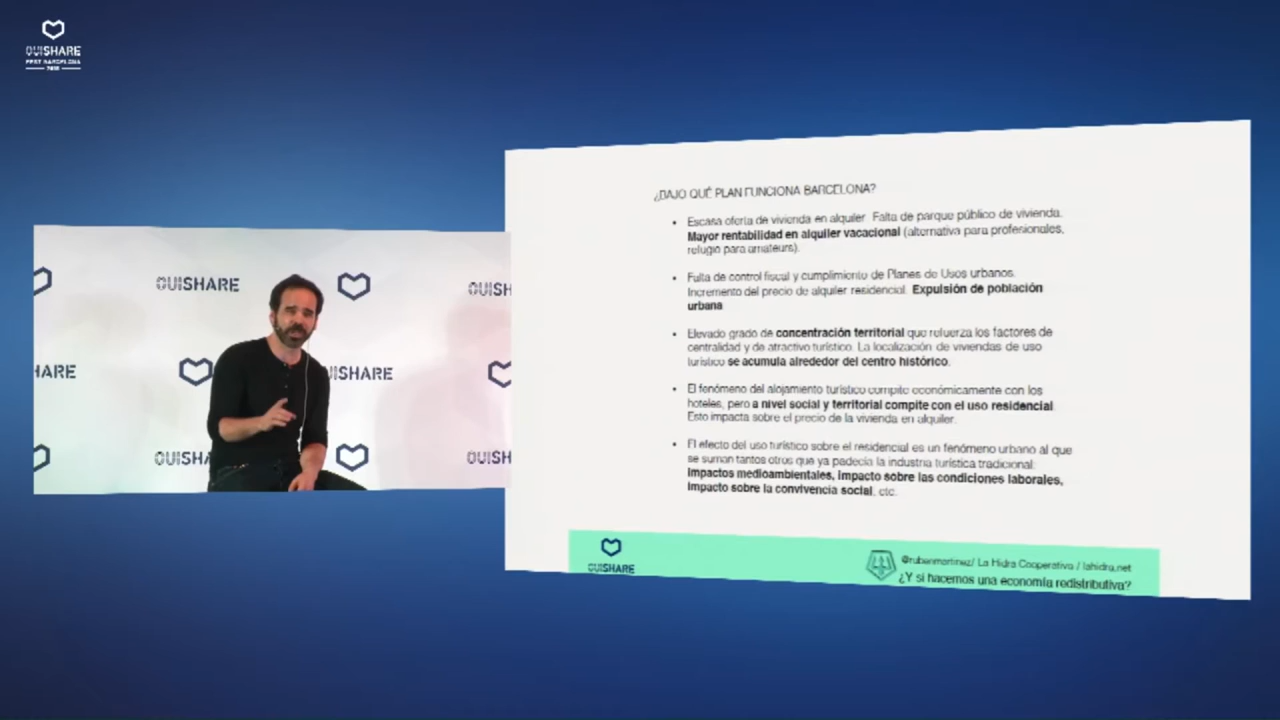 OUISHARE
FEST BARCELONA
OUISHARE
OUISH
HARE
OUISHARE
OUISHA
OUISH
¿BAJO QUÉ PLAN FUNCIONA BARCELONA?
• Escasa oferta de vivienda en alquiler. Falta de parque público de vivienda.
Mayor rentabilidad en alquiler vacacional (alternativa para profesionales,
refugio para amateurs).
• Falta de control fiscal y cumplimiento de Planes de Usos urbanos.
Incremento del precio de alquiler residencial. Expulsión de población
urbana
• Elevado grado de concentración territorial que refuerza los factores de
centralidad y de atractivo turístico. La localización de viviendas de uso
turístico se acumula alrededor del centro histórico.
• El fenómeno del alojamiento turístico compite económicamente con los
hoteles, pero a nivel social y territorial compite con el uso residencial.
Esto impacta sobre el precio de la vivienda en alquiler.
• El efecto del uso turístico sobre el residencial es un fenómeno urbano al que
se suman tantos otros que ya padecía la industria turística tradicional:
impactos medioambientales, impacto sobre las condiciones laborales,
impacto sobre la convivencia social, etc.
OUISHARE
@rubenmartinez/ La Hidra Cooperativa / lahidra.net
¿Y si hacemos una economía redistributiva?